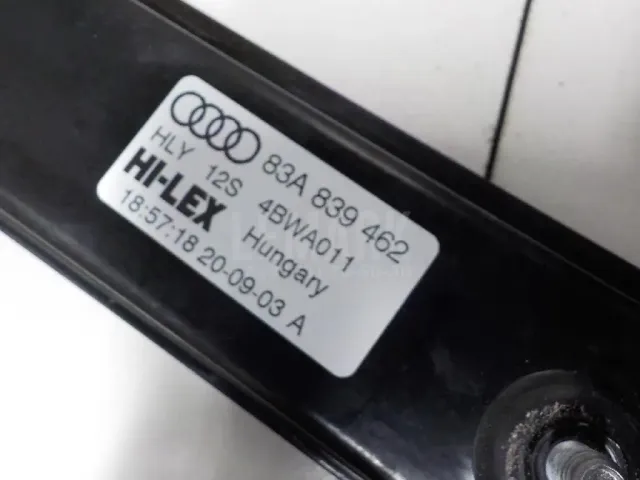 83A 839 462
HLY 12S 4BWA011
HI-LEX Hungary
18:57:18 20-09-03 A